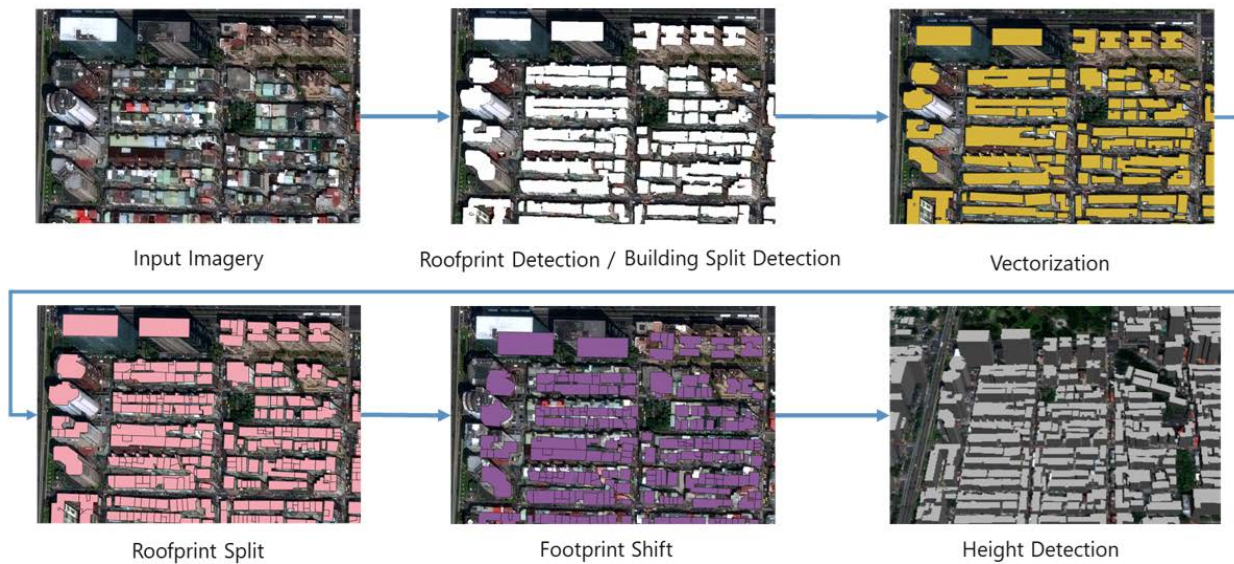 Input Imagery
Roofprint Detection / Building Split Detection
Vectorization
Roofprint Split
Footprint Shift
Height Detection